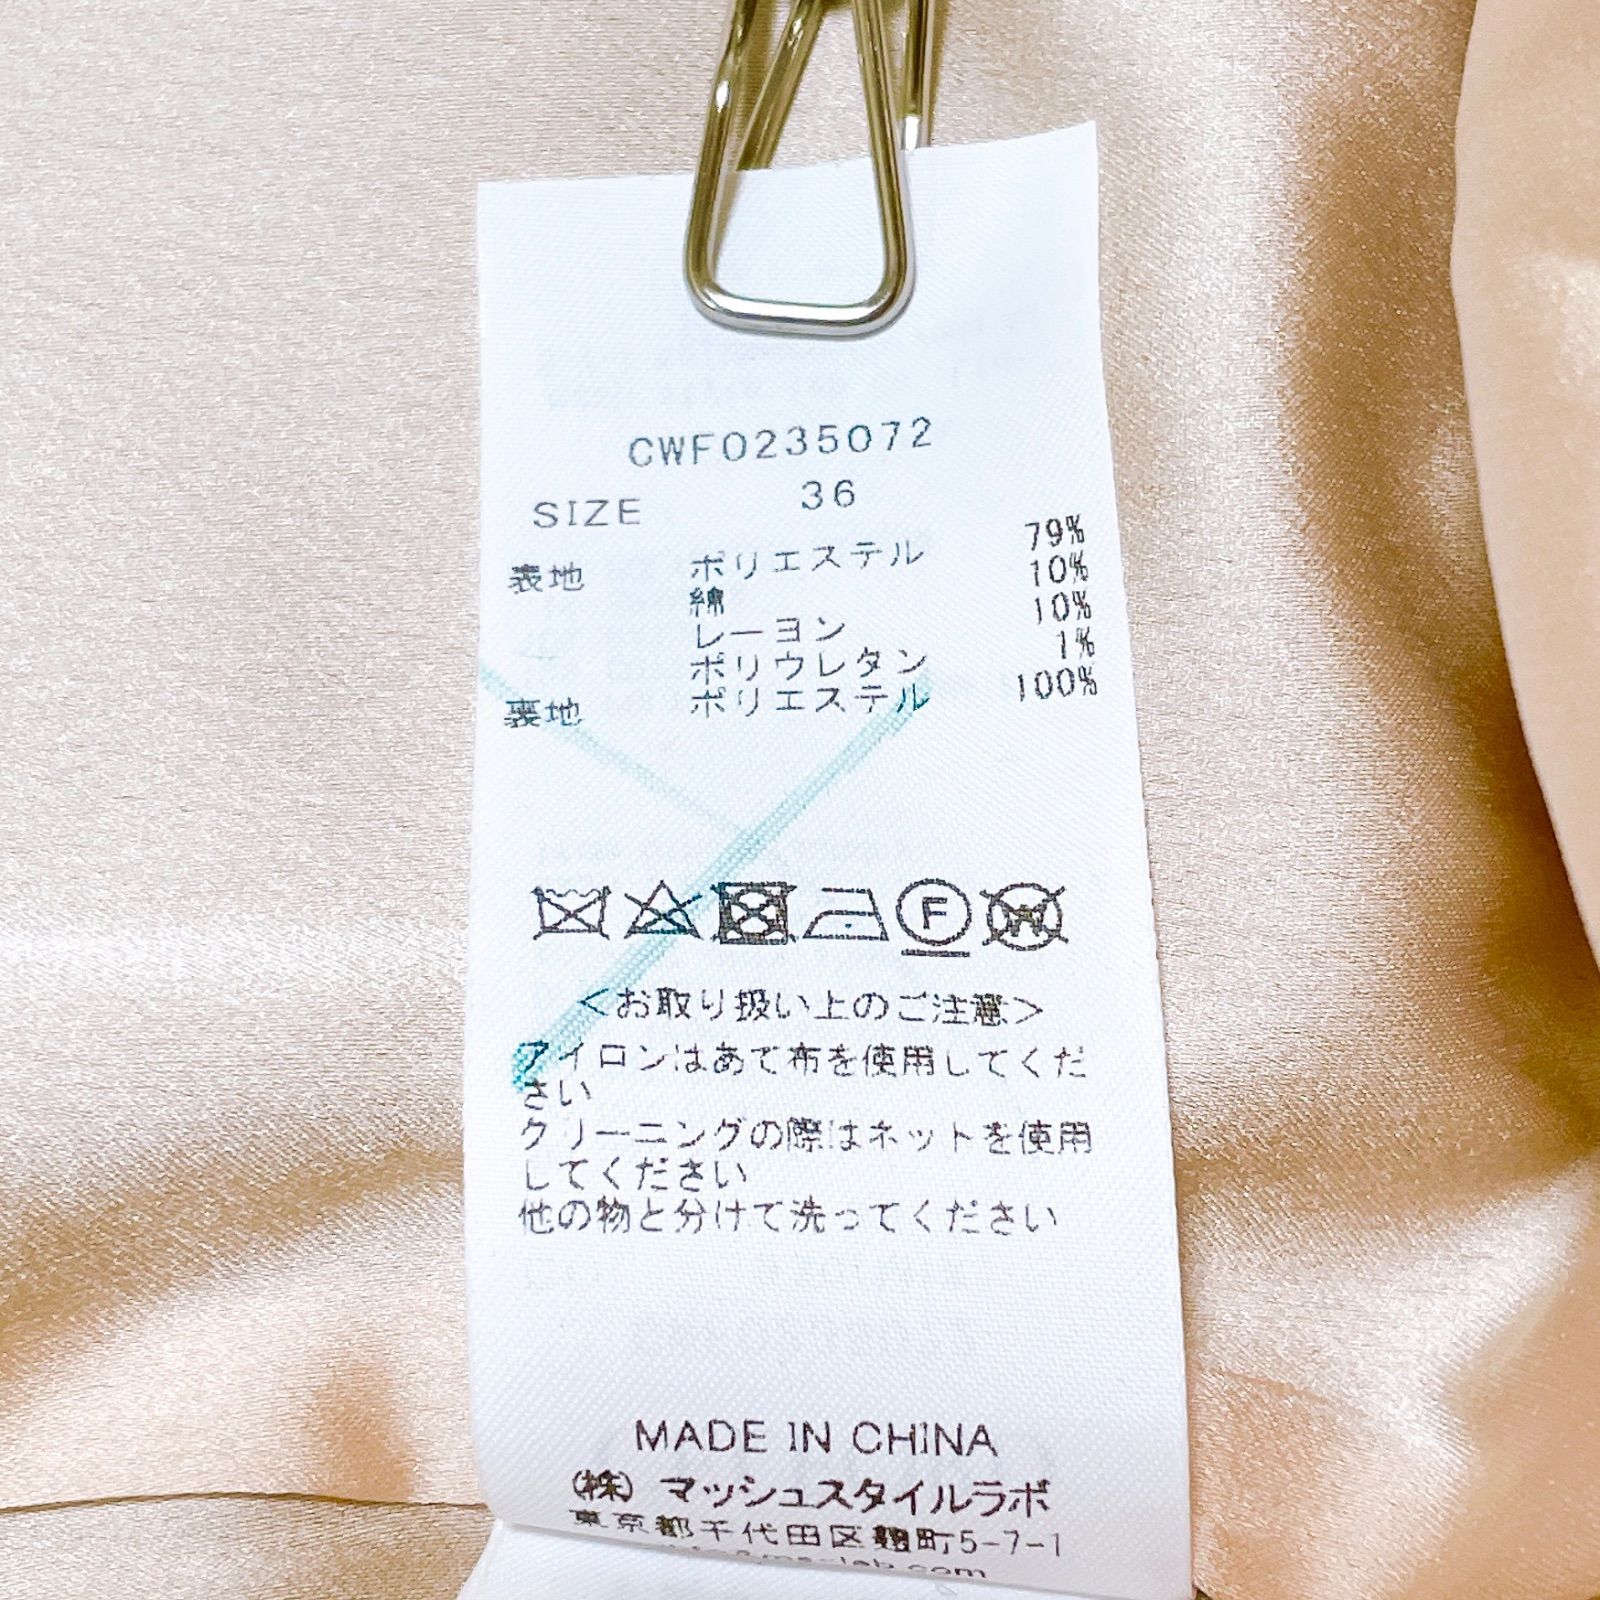 CWF0235072
SIZE 36
表地 ポリエステル 79%
綿 10%
レーヨン 10%
ポリウレタン 1%
裏地 ポリエステル 100%
F
W
<お取り扱い上のご注意>
アイロンはあて布を使用してくだ
さい
クリーニングの際はネットを使用
してください
他の物と分けて洗ってください
MADE IN CHINA
(株) マッシュスタイルラボ
東京都千代田区麹町5-7-1